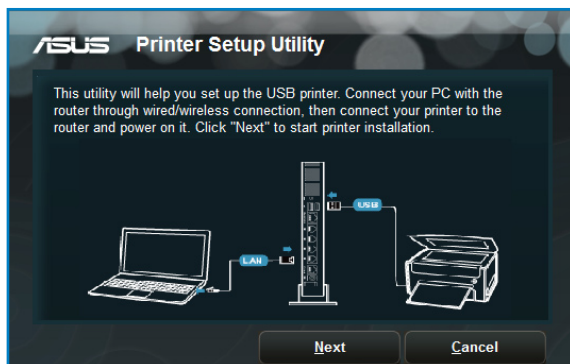 ASUS Printer Setup Utility
This utility will help you set up the USB printer. Connect your PC with the
router through wired/wireless connection, then connect your printer to the
router and power on it. Click "Next" to start printer installation.
USB
LAN
Next Cancel